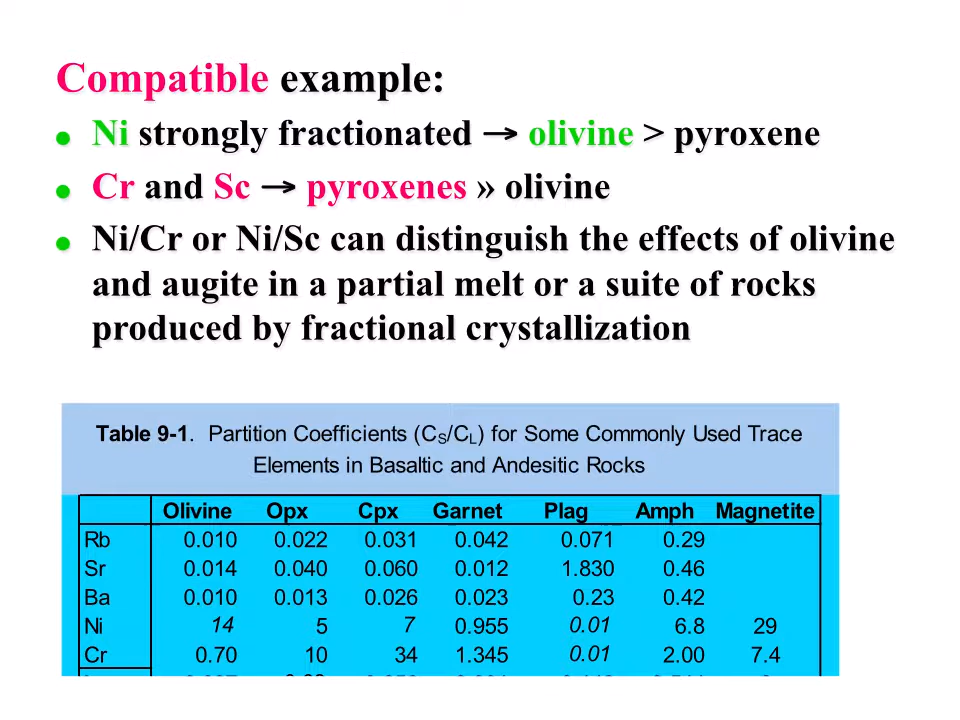 Compatible example:
● Ni strongly fractionated → olivine > pyroxene
● Cr and Sc → pyroxenes » olivine
● Ni/Cr or Ni/Sc can distinguish the effects of olivine
and augite in a partial melt or a suite of rocks
produced by fractional crystallization
Table 9-1. Partition Coefficients (CS/CL) for Some Commonly Used Trace
Elements in Basaltic and Andesitic Rocks
Olivine Opx Cpx Garnet Plag Amph Magnetite
Rb 0.010 0.022 0.031 0.042 0.071 0.29
Sr 0.014 0.040 0.060 0.012 1.830 0.46
Ba 0.010 0.013 0.026 0.023 0.23 0.42
Ni 14 5 7 0.955 0.01 6.8 29
Cr 0.70 10 34 1.345 0.01 2.00 7.4